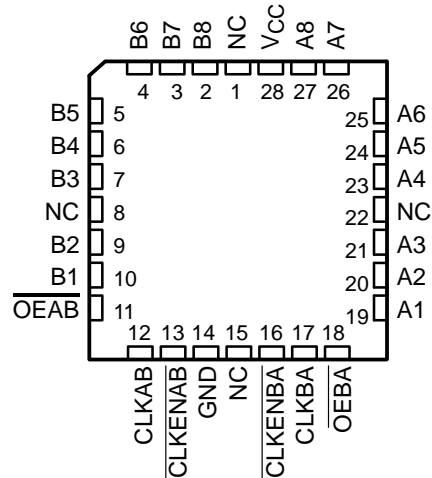 B6 B7 B8 NC VCC A8 A7
4 3 2 1 28 27 26
B5 5 25 A6
B4 6 24 A5
B3 7 23 A4
NC 8 22 NC
B2 9 21 A3
B1 10 20 A2
OEAB 11 19 A1
12 13 14 15 16 17 18
CLKAB
CLKENAB
GND
NC
CLKENBA
CLKBA
OEBA